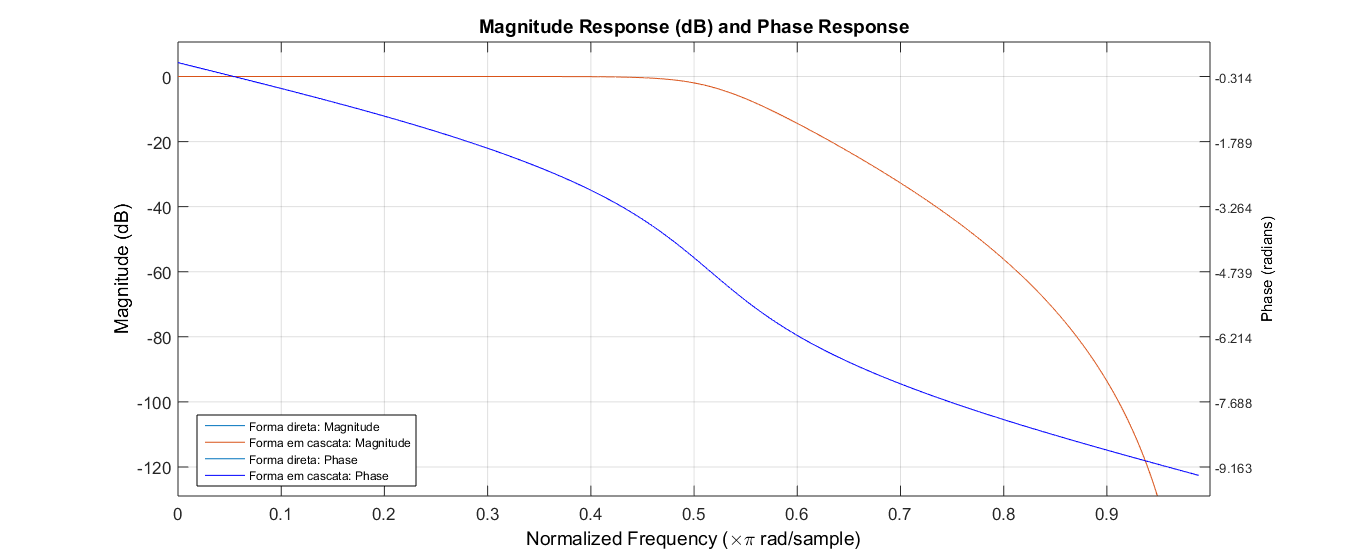 Magnitude Response (dB) and Phase Response
Magnitude (dB)
0
-20
-40
-60
-80
-100
-120
-0.314
-1.789
-3.264
-4.739
-6.214
-7.688
-9.163
Phase (radians)
Forma direta: Magnitude
Forma em cascata: Magnitude
Forma direta: Phase
Forma em cascata: Phase
0 0.1 0.2 0.3 0.4 0.5 0.6 0.7 0.8 0.9
Normalized Frequency (×π rad/sample)